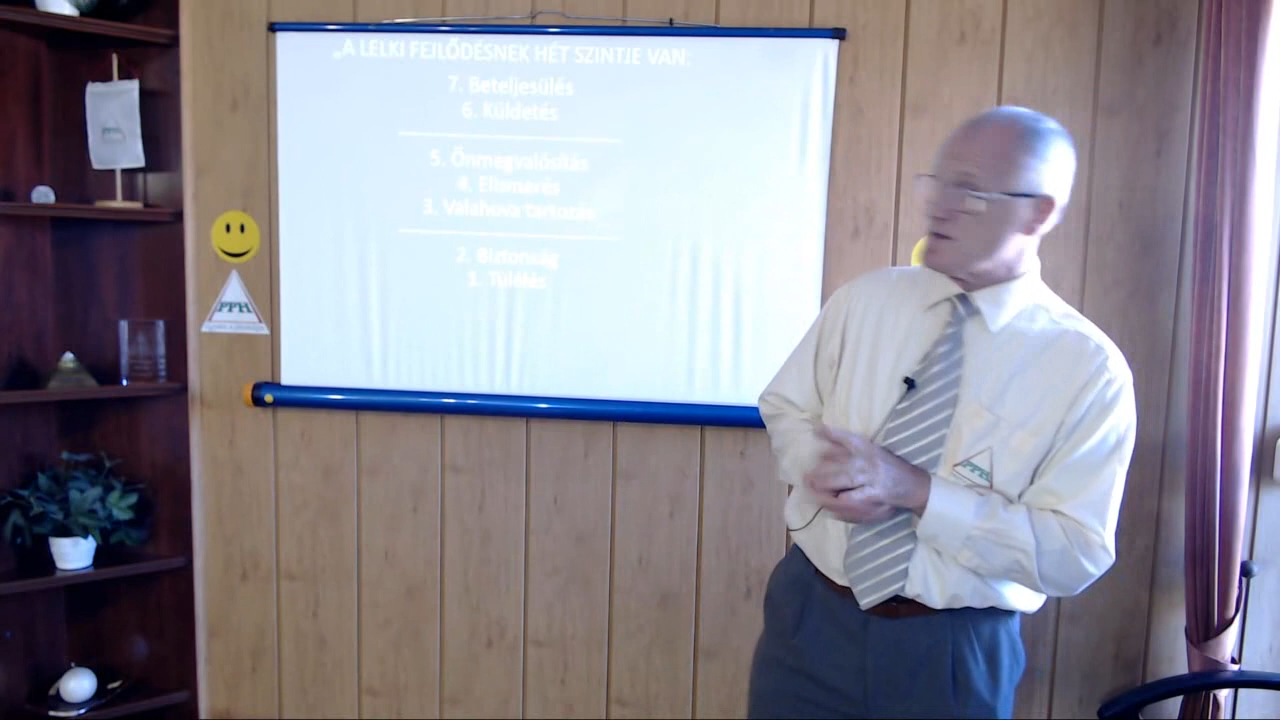 „A LELKI FEJLŐDÉSNEK HÉT SZINTJE VAN:
7. Beteljesülés
6. Küldetés
5. Önmegvalósítás
4. Elismerés
3. Valahova tartozás
2. Biztonság
1. Túlélés
PPH
PPH